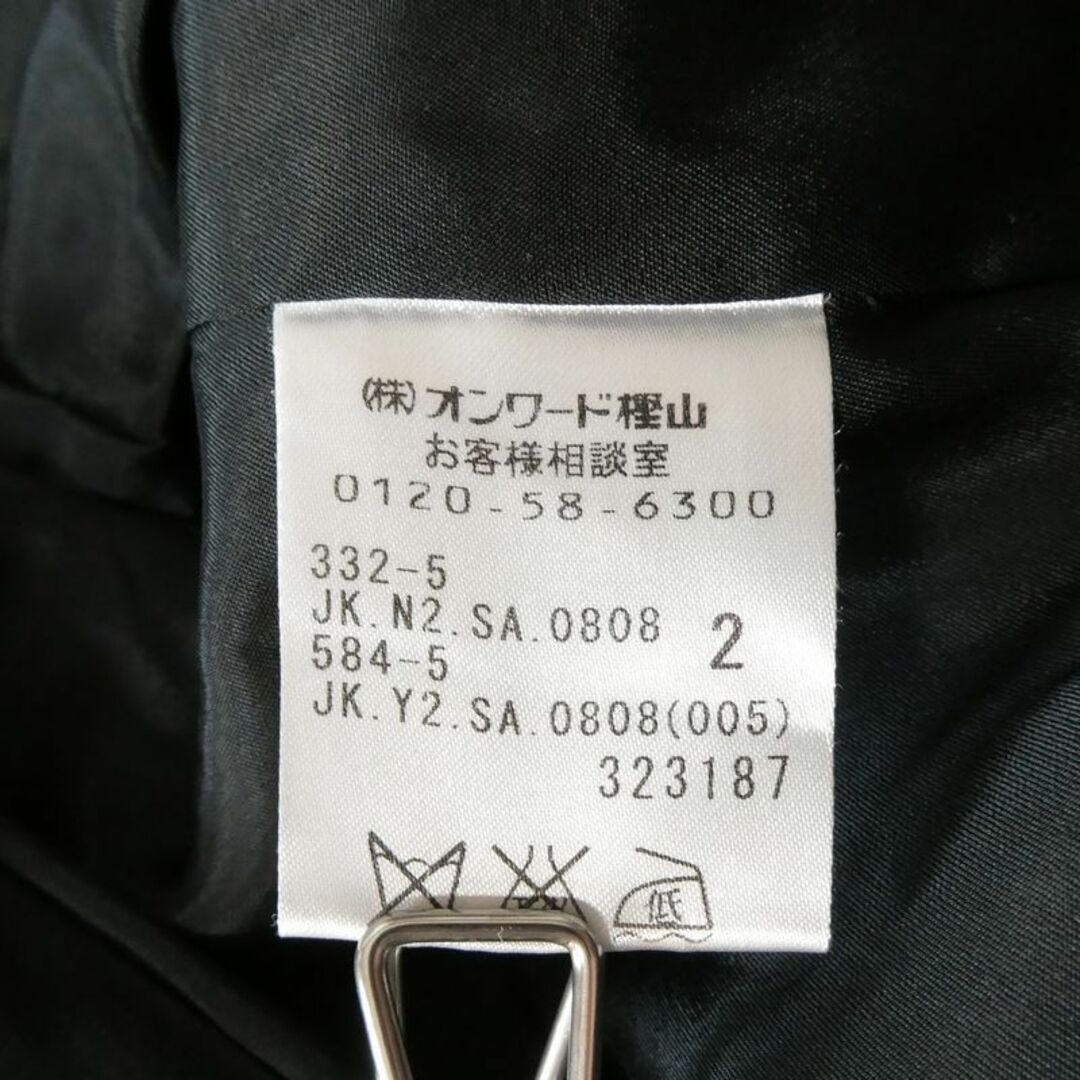 (株)オンワード樫山
お客様相談室
0120-58-6300
332-5
JK.N2.SA.0808 2
584-5
JK.Y2.SA.0808(005)
323187
低